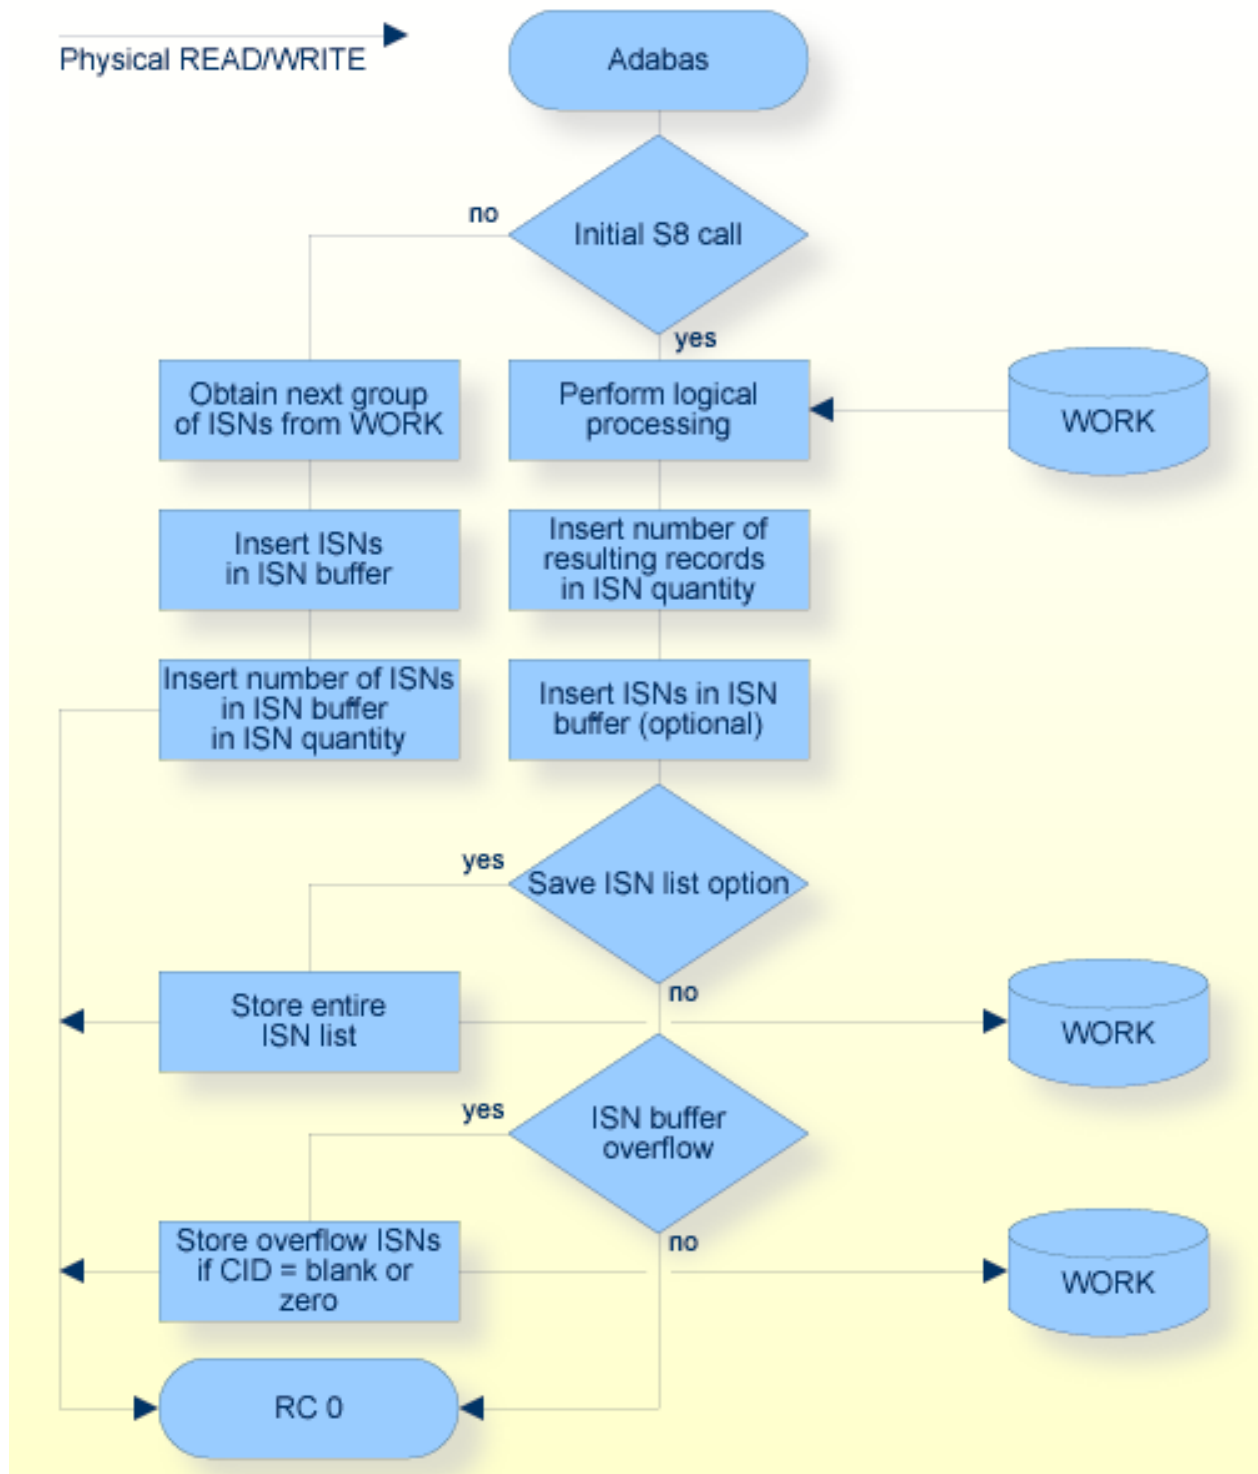 Physical READ/WRITE
Adabas
no
Initial S8 call
yes
Obtain next group
of ISNs from WORK
Perform logical
processing
WORK
Insert ISNs
in ISN buffer
Insert number of
resulting records
in ISN quantity
Insert number of ISNs
in ISN buffer
in ISN quantity
Insert ISNs in ISN
buffer (optional)
yes
Save ISN list option
no
Store entire
ISN list
WORK
yes
ISN buffer
overflow
no
Store overflow ISNs
if CID = blank or
zero
WORK
RC 0